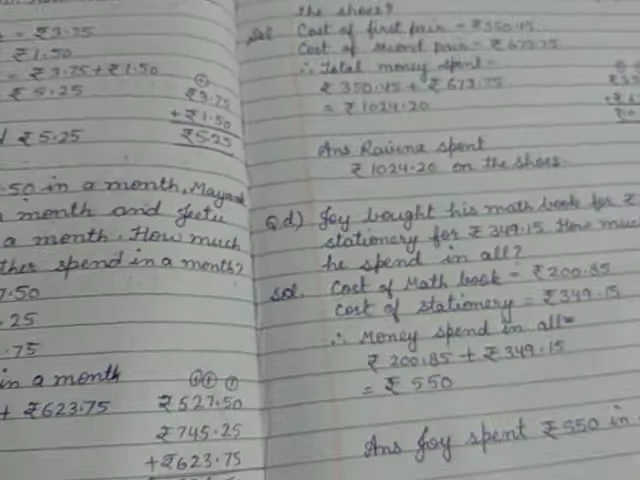 = ₹3.75
₹1.50
= ₹3.75+₹1.50
₹5.25
₹3.75
+₹1.50
₹5.25
₹5.25
.50 in a month, Mayank
month and Jeetu
a month. How much
ther spend in a month?
7.50
.25
.75
in a month
+ ₹623.75
₹527.50
₹745.25
+₹623.75
the shoes?
Sol Cost of first pair = ₹350.45
Cost of second pair = ₹673.75
∴ Total money spent =
₹350.45 + ₹673.75
= ₹1024.20
Ans Raima spent
₹1024.20 on the shoes.
Q d) Joy bought his math book for ₹
stationary for ₹349.15 How much
he spend in all?
Sol. Cost of Math book = ₹200.85
Cost of stationery = ₹349.15
∴ Money spend in all=
₹200.85 + ₹349.15
= ₹550
Ans Joy spent ₹550 in